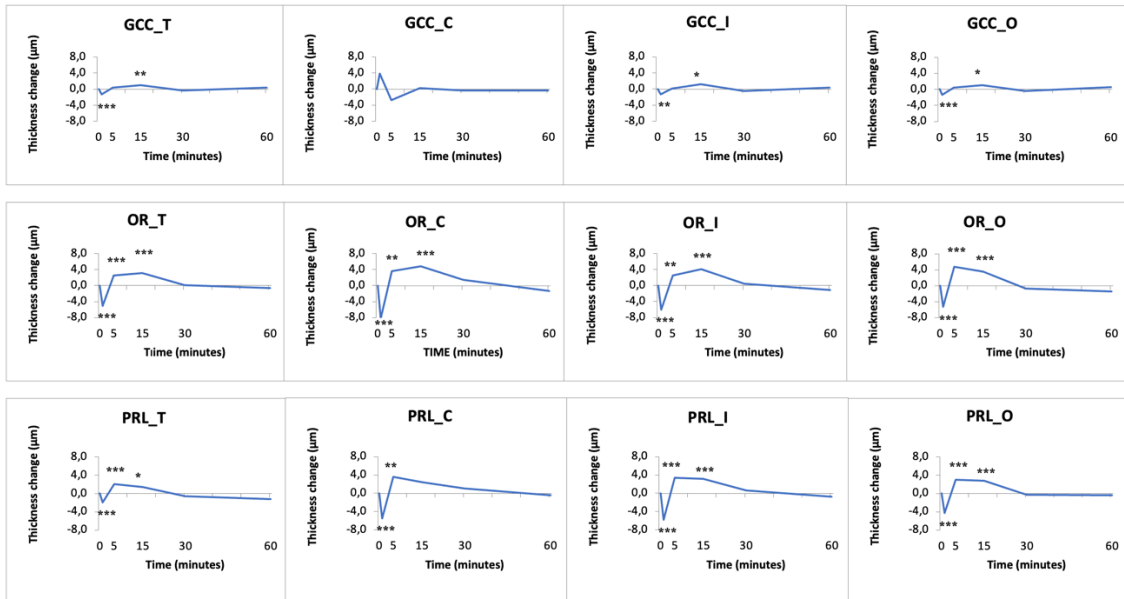 GCC_T
Thickness change (µm)
8,0
4,0
0,0
-4,0
-8,0
**
***
0 5 15 30 60
Time (minutes)
GCC_C
Thickness change (µm)
8,0
4,0
0,0
-4,0
-8,0
0 5 15 30 60
Time (minutes)
GCC_I
Thickness change (µm)
8,0
4,0
0,0
-4,0
-8,0
*
**
0 5 15 30 60
Time (minutes)
GCC_O
Thickness change (µm)
8,0
4,0
0,0
-4,0
-8,0
*
***
0 5 15 30 60
Time (minutes)
OR_T
Thickness change (µm)
8,0
4,0
0,0
-4,0
-8,0
*** ***
***
0 5 15 30 60
Time (minutes)
OR_C
Thickness change (µm)
8,0
4,0
0,0
-4,0
-8,0
** ***
***
0 5 15 30 60
TIME (minutes)
OR_I
Thickness change (µm)
8,0
4,0
0,0
-4,0
-8,0
** ***
***
0 5 15 30 60
Time (minutes)
OR_O
Thickness change (µm)
8,0
4,0
0,0
-4,0
-8,0
*** ***
***
0 5 15 30 60
Time (minutes)
PRL_T
Thickness change (µm)
8,0
4,0
0,0
-4,0
-8,0
*** *
***
0 5 15 30 60
Time (minutes)
PRL_C
Thickness change (µm)
8,0
4,0
0,0
-4,0
-8,0
**
***
0 5 15 30 60
Time (minutes)
PRL_I
Thickness change (µm)
8,0
4,0
0,0
-4,0
-8,0
*** ***
***
0 5 15 30 60
Time (minutes)
PRL_O
Thickness change (µm)
8,0
4,0
0,0
-4,0
-8,0
*** ***
***
0 5 15 30 60
Time (minutes)